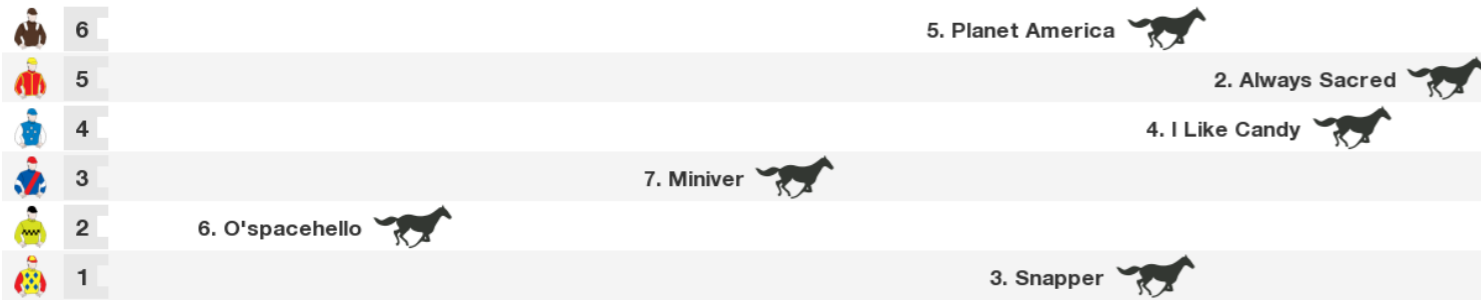 6 5. Planet America
5 2. Always Sacred
4 4. I Like Candy
3 7. Miniver
2 6. O'spacehello
1 3. Snapper